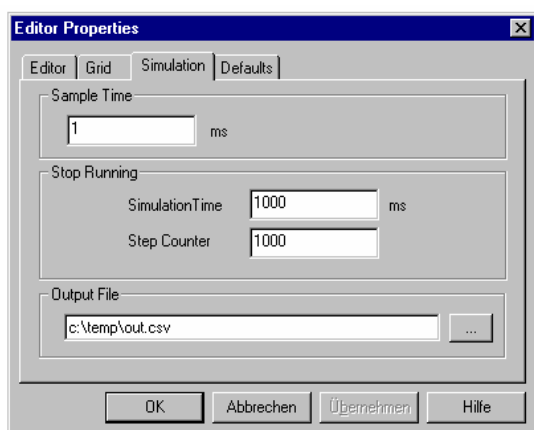 Editor Properties
Editor Grid Simulation Defaults
Sample Time
1 ms
Stop Running
SimulationTime 1000 ms
Step Counter 1000
Output File
c:\temp\out.csv ...
OK Abbrechen Übernehmen Hilfe